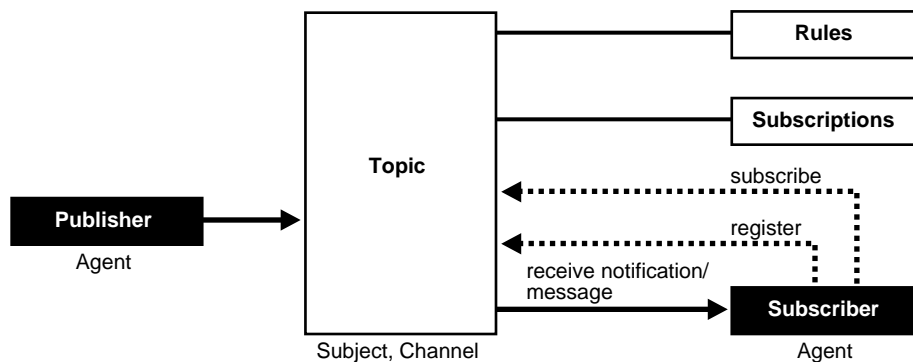 Rules
Subscriptions
Topic
subscribe
Publisher
register
Agent
receive notification/
message
Subscriber
Subject, Channel
Agent